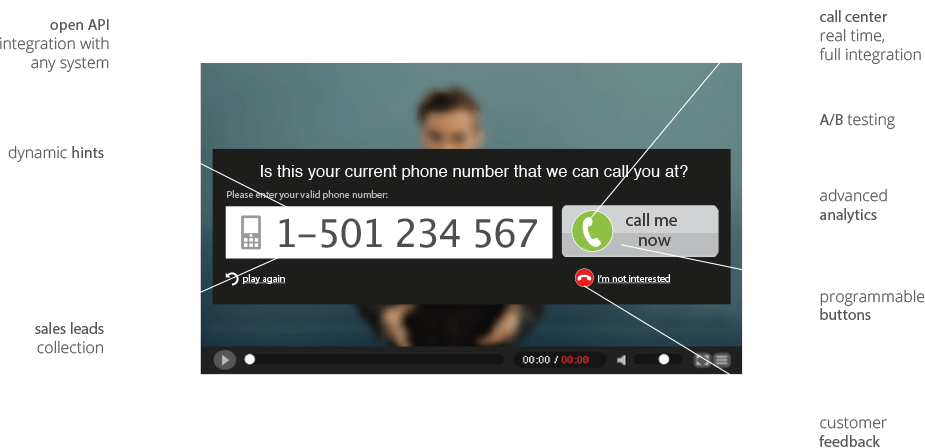 open API
integration with
any system
dynamic hints
sales leads
collection
Is this your current phone number that we can call you at?
Please enter your valid phone number:
1–501 234 567
call me
now
play again
I'm not interested
00:00 / 00:00
call center
real time,
full integration
A/B testing
advanced
analytics
programmable
buttons
customer
feedback